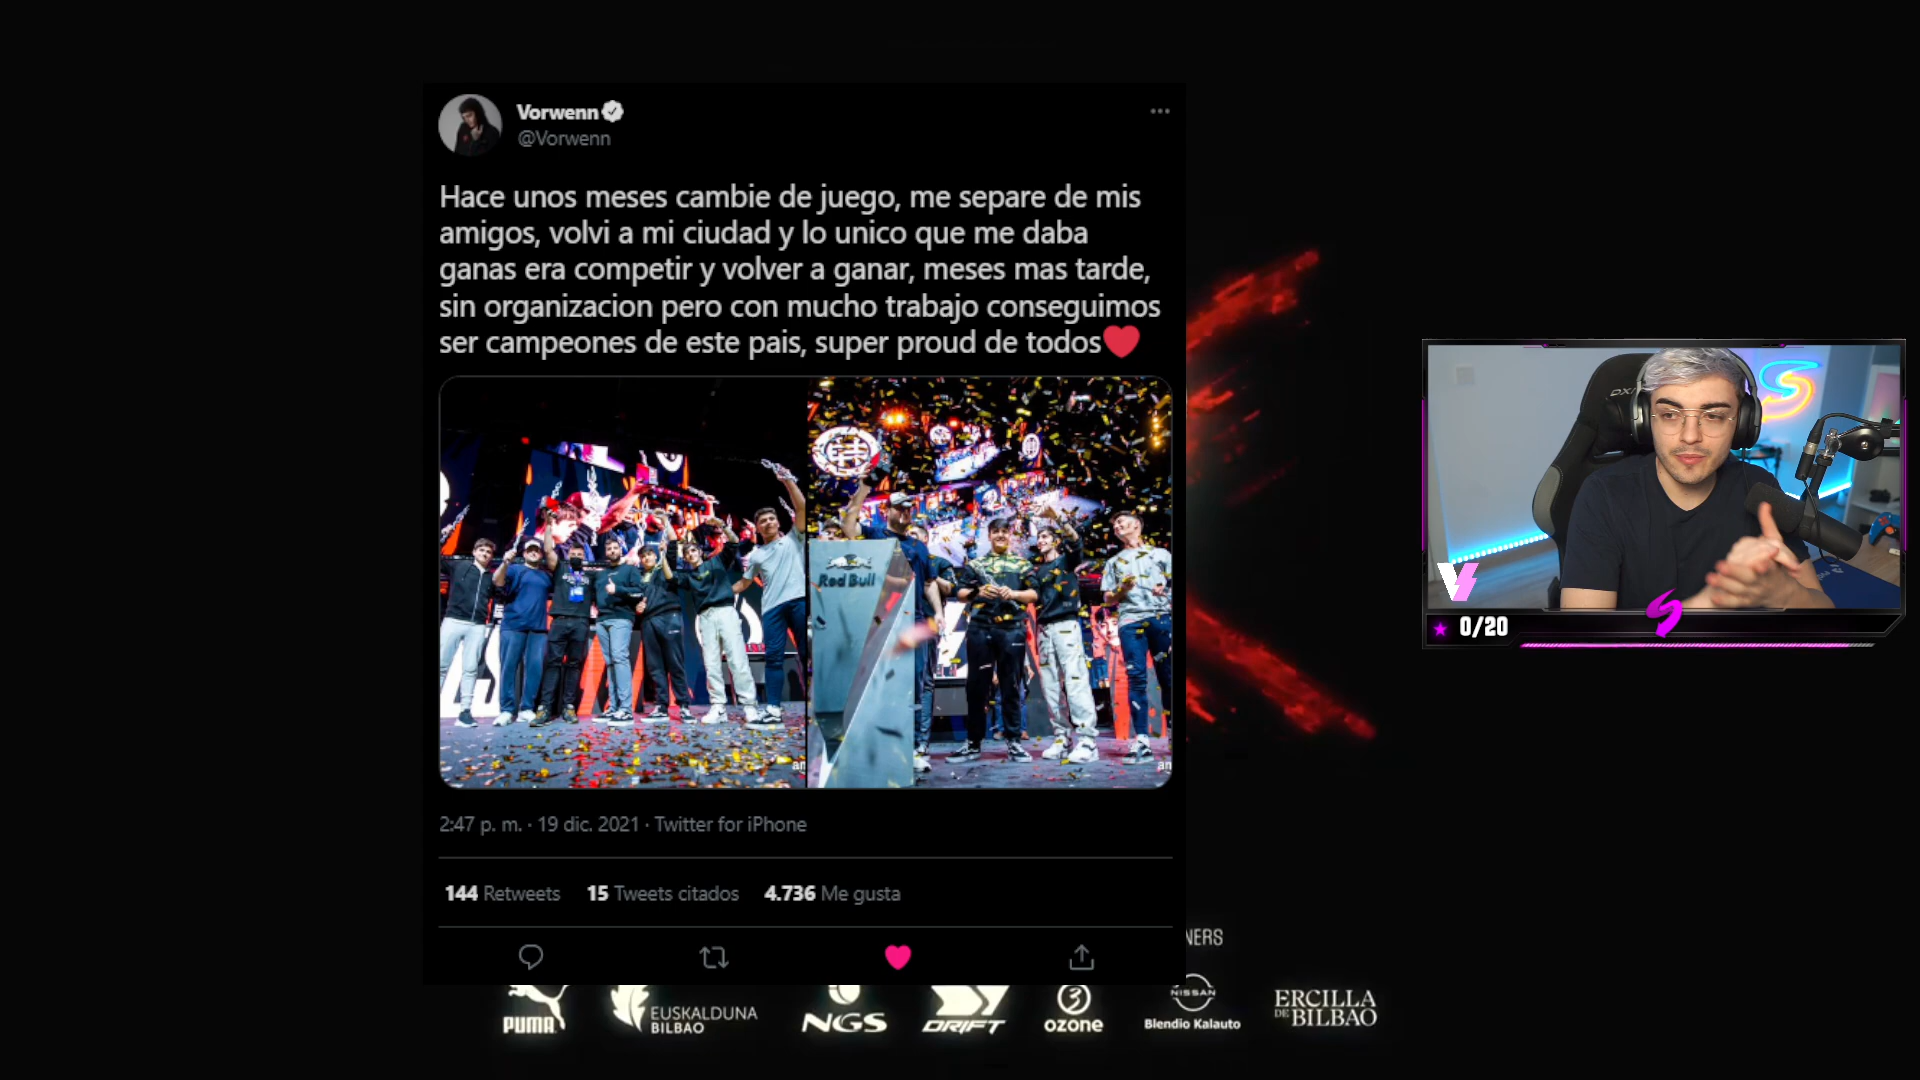 Vorwenn
@Vorwenn
Hace unos meses cambie de juego, me separe de mis
amigos, volvi a mi ciudad y lo unico que me daba
ganas era competir y volver a ganar, meses mas tarde,
sin organizacion pero con mucho trabajo conseguimos
ser campeones de este pais, super proud de todos❤️
Red Bull
an
an
2:47 p. m. · 19 dic. 2021 · Twitter for iPhone
144 Retweets 15 Tweets citados 4.736 Me gusta
DX
0/20
NERS
PUMA
EUSKALDUNA
BILBAO
NGS
DRIFT
ozone
NISSAN
Blendio Kalauto
ERCILLA
DE BILBAO